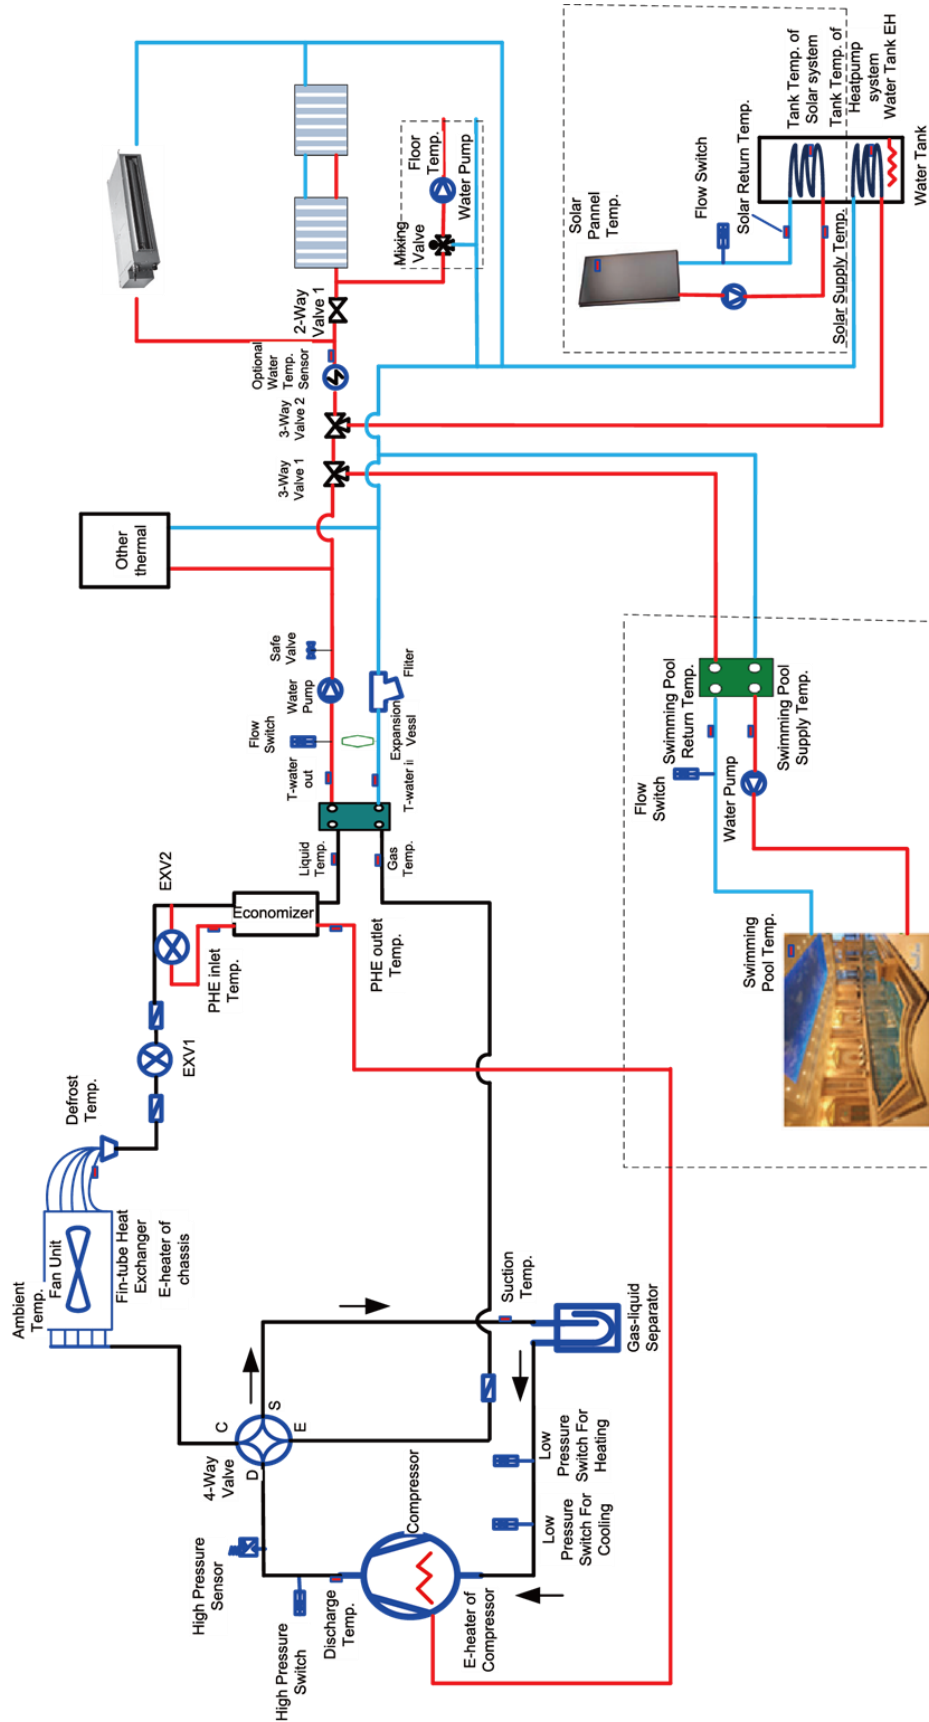 Ambient
Temp.
Fan Unit
Fin-tube Heat
Exchanger
E-heater of
chassis
Defrost
Temp.
EXV1
EXV2
PHE inlet
Temp.
Economizer
PHE outlet
Temp.
Liquid
Temp.
Gas
Temp.
4-Way
Valve
C
D
S
E
High Pressure
Sensor
High Pressure
Switch
Discharge
Temp.
Compressor
E-heater of
Compressor
Low
Pressure
Switch For
Cooling
Low
Pressure
Switch For
Heating
Suction
Temp.
Gas-liquid
Separator
T-water
out
T-water ii
Flow
Switch
Expansion
Vessl
Water
Pump
Safe
Valve
Fliter
Other
thermal
3-Way
Valve 1
3-Way
Valve 2
Optional
Water
Temp.
Sensor
2-Way
Valve 1
Mixing
Valve
Floor
Temp.
Water Pump
Solar
Pannel
Temp.
Flow Switch
Solar Return Temp.
Solar Supply Temp.
Tank Temp. of
Solar system
Tank Temp. of
Heatpump
system
Water Tank EH
Water Tank
Swimming Pool
Return Temp.
Swimming Pool
Supply Temp.
Flow
Switch
Water Pump
Swimming
Pool Temp.